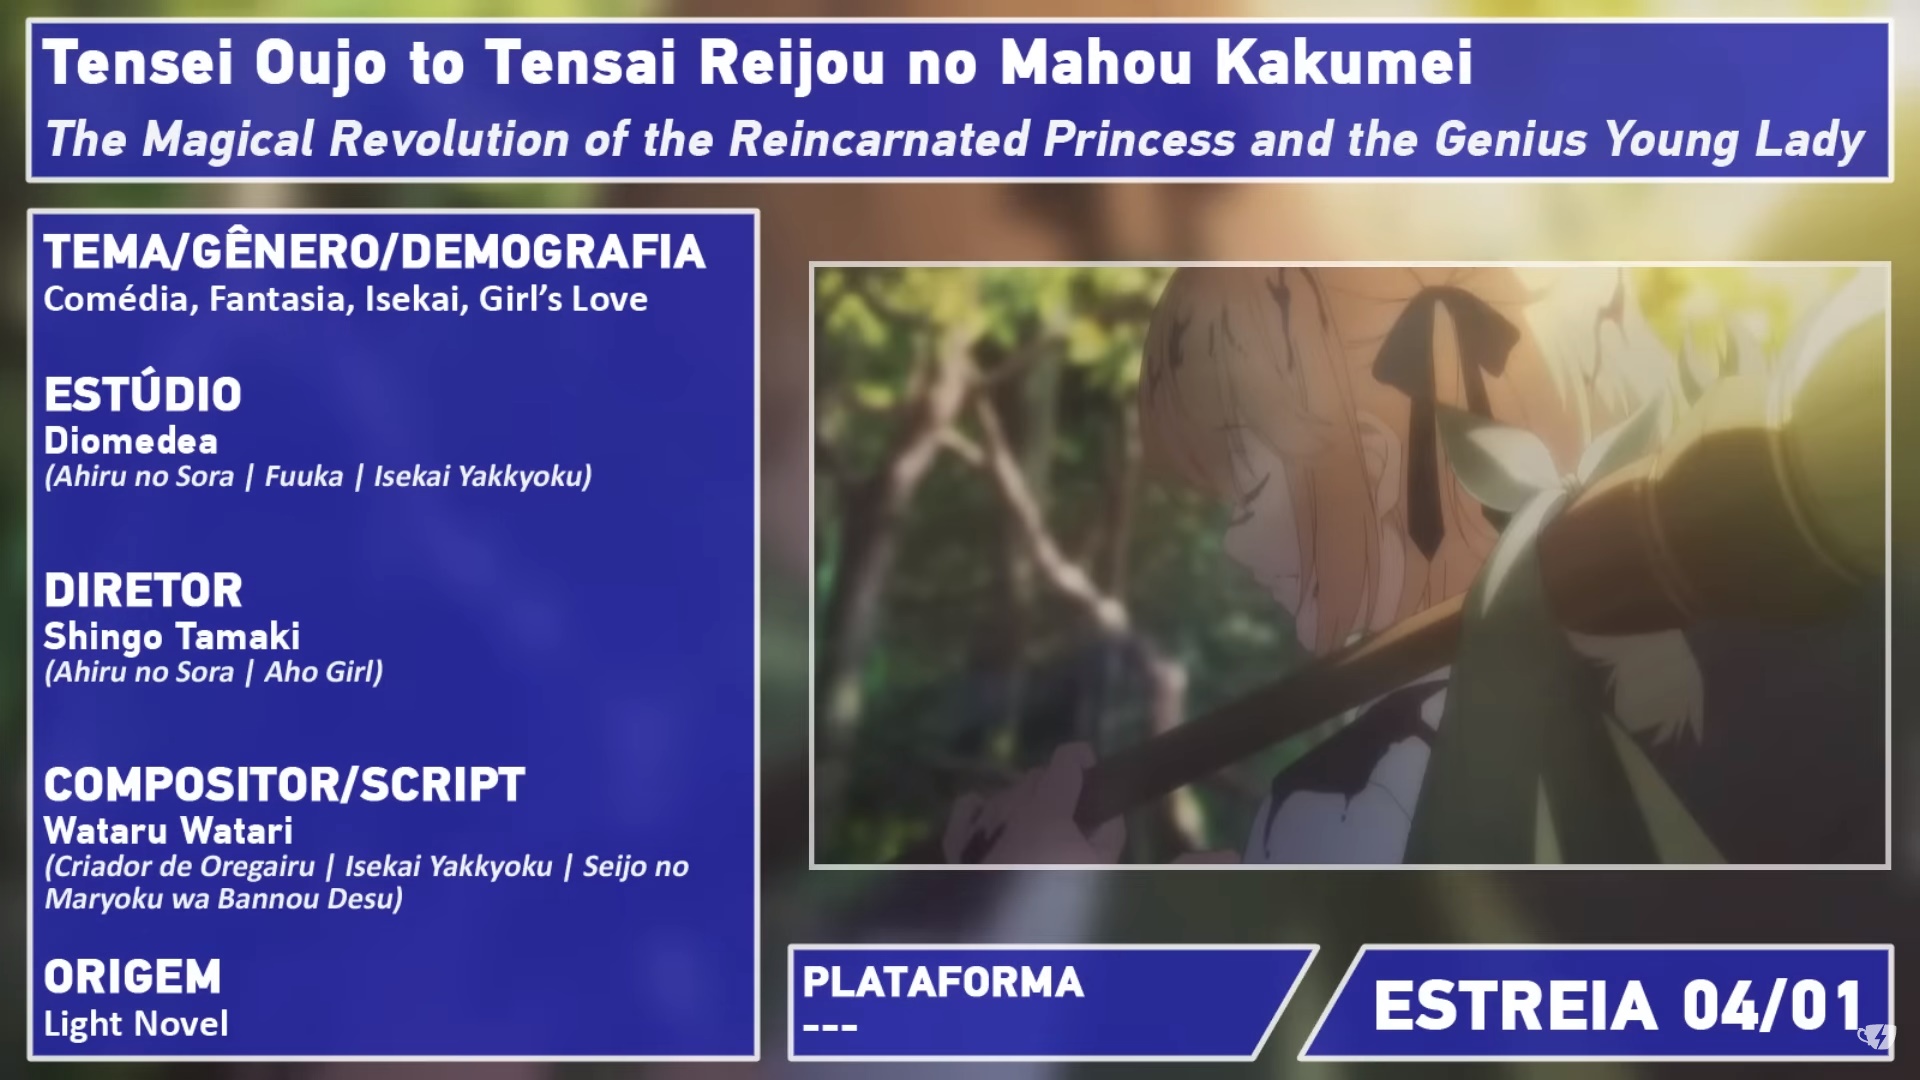 Tensei Oujo to Tensai Reijou no Mahou Kakumei
The Magical Revolution of the Reincarnated Princess and the Genius Young Lady
TEMA/GÊNERO/DEMOGRAFIA
Comédia, Fantasia, Isekai, Girl’s Love
ESTÚDIO
Diomedea
(Ahiru no Sora | Fuuka | Isekai Yakkyoku)
DIRETOR
Shingo Tamaki
(Ahiru no Sora | Aho Girl)
COMPOSITOR/SCRIPT
Wataru Watari
(Criador de Oregairu | Isekai Yakkyoku | Seijo no
Maryoku wa Bannou Desu)
ORIGEM
Light Novel
PLATAFORMA
---
ESTREIA 04/01